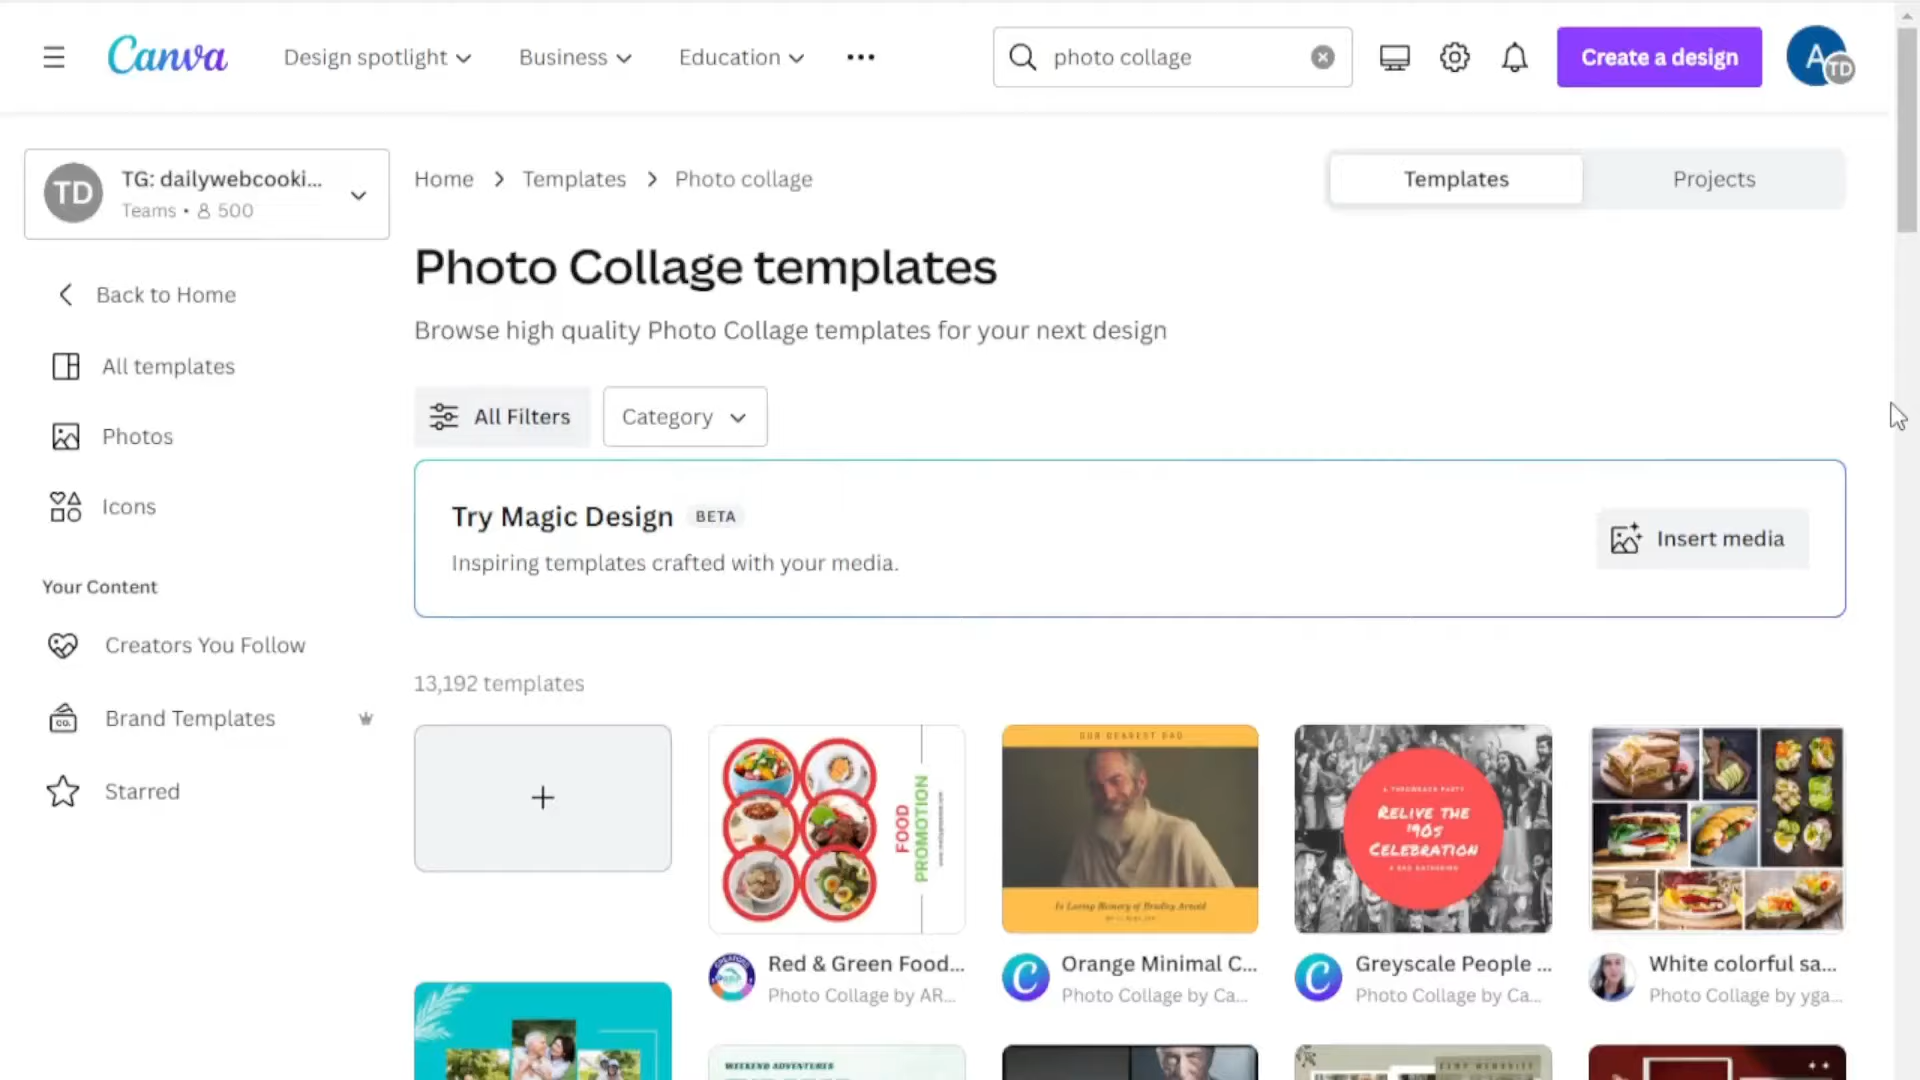 Canva
Design spotlight
Business
Education
photo collage
Create a design
A
TD
TD
TG: dailywebcooki...
Teams • 500
Home
Templates
Photo collage
Templates
Projects
Photo Collage templates
Browse high quality Photo Collage templates for your next design
Back to Home
All templates
Photos
Icons
All Filters
Category
Try Magic Design BETA
Inspiring templates crafted with your media.
Insert media
Your Content
Creators You Follow
CO.
Brand Templates
Starred
13,192 templates
FOOD
PROMOTION
OUR DEAREST DAD
In Loving Memory of Bradley Arnold
A THROWBACK PARTY
RELIVE THE
'90S
CELEBRATION
Red & Green Food...
Photo Collage by AR...
C
Orange Minimal C...
Photo Collage by Ca...
C
Greyscale People ...
Photo Collage by Ca...
White colorful sa...
Photo Collage by yga...
WEEKEND ADVENTURES